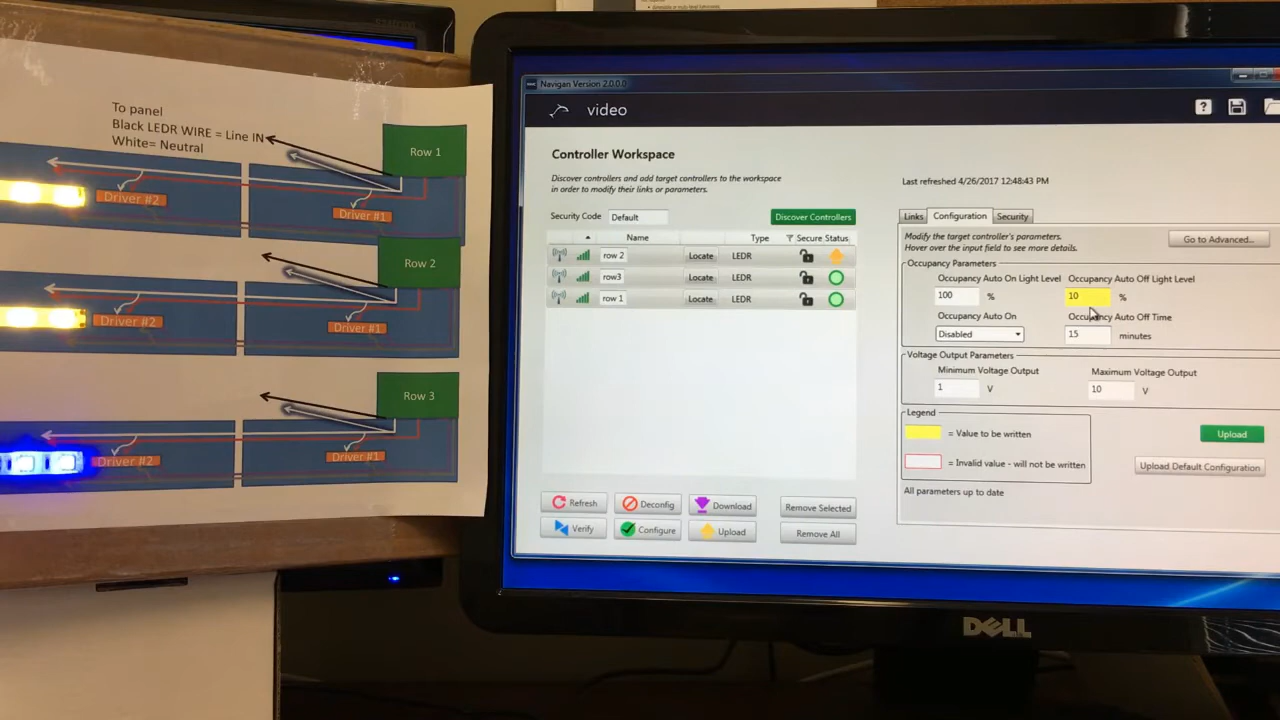 To panel
Black LEDR WIRE = Line IN
White= Neutral
Row 1
Driver #2
Driver #1
Row 2
Driver #2
Driver #1
Row 3
Driver #2
Driver #1
Navigan Version 2.0.0.0
video
?
Controller Workspace
Discover controllers and add target controllers to the workspace
in order to modify their links or parameters.
Security Code Default Discover Controllers
Name Type Secure Status
row 2 Locate LEDR
row3 Locate LEDR
row 1 Locate LEDR
Refresh Deconfig Download Remove Selected
Verify Configure Upload Remove All
Last refreshed 4/26/2017 12:48:43 PM
Links Configuration Security
Modify the target controller's parameters.
Hover over the input field to see more details.
Go to Advanced...
Occupancy Parameters
Occupancy Auto On Light Level Occupancy Auto Off Light Level
100 % 10 %
Occupancy Auto On Occupancy Auto Off Time
Disabled 15 minutes
Voltage Output Parameters
Minimum Voltage Output Maximum Voltage Output
1 V 10 V
Legend
= Value to be written
= Invalid value - will not be written
Upload
Upload Default Configuration
All parameters up to date
DELL